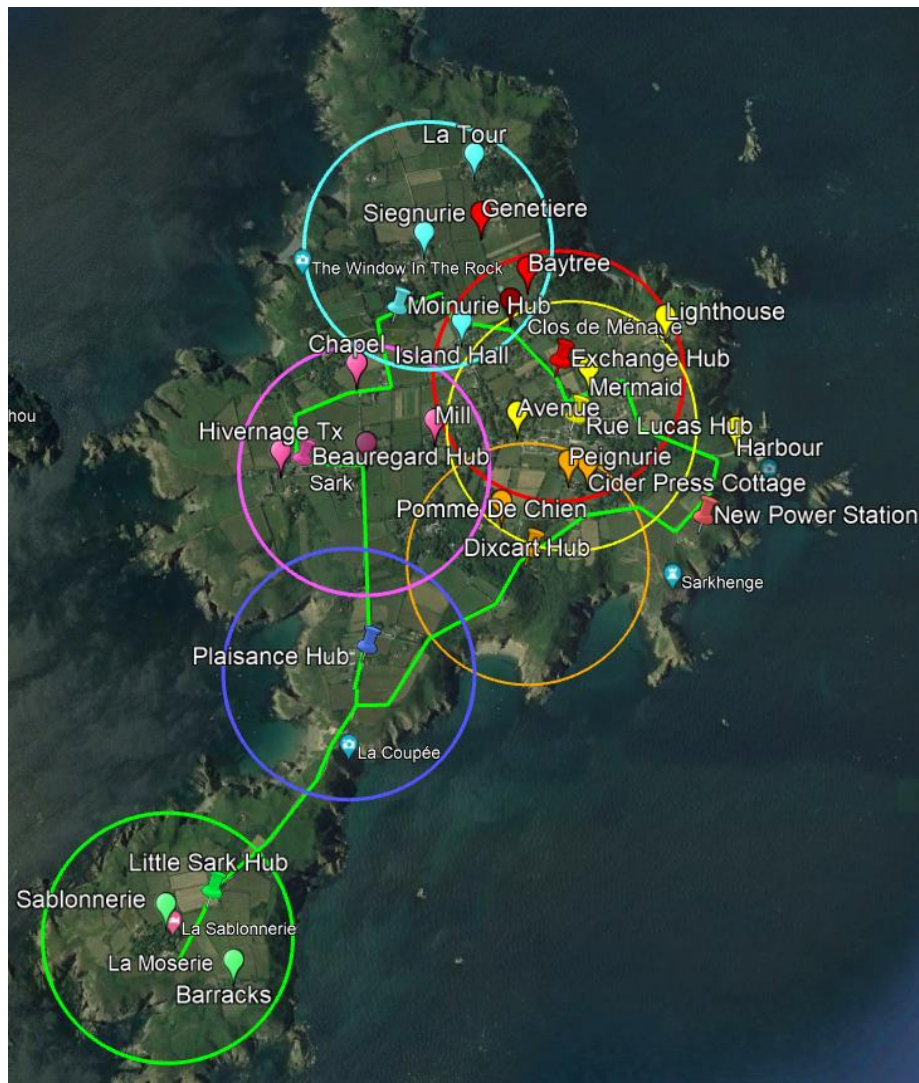 La Tour
Siegnurie
Genetiere
The Window In The Rock
Baytree
Moinurie Hub
Lighthouse
Clos de Ménage
Chapel
Island Hall
Exchange Hub
Mermaid
hou
Mill
Avenue
Rue Lucas Hub
Hivernage Tx
Beauregard Hub
Harbour
Peignurie
Sark
Cider Press Cottage
Pomme De Chien
New Power Station
Dixcart Hub
Sarkhenge
Plaisance Hub
La Coupée
Little Sark Hub
Sablonnerie
La Sablonnerie
La Moserie
Barracks